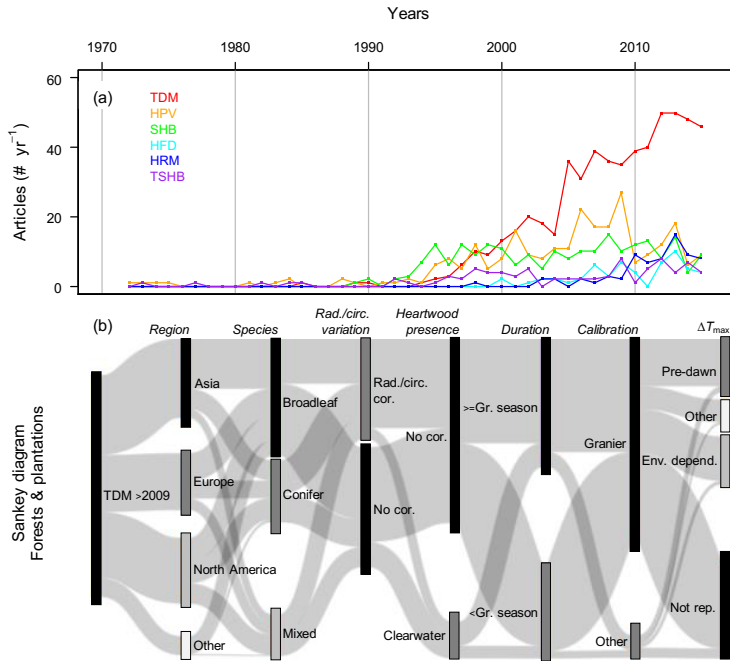 Years
1970 1980 1990 2000 2010
60
40
20
0
Articles (# yr⁻¹)
(a)
TDM
HPV
SHB
HFD
HRM
TSHB
(b)
Region
Species
Rad./circ. variation
Heartwood presence
Duration
Calibration
ΔTmax
Sankey diagram
Forests & plantations
TDM >2009
Asia
Europe
North America
Other
Broadleaf
Conifer
Mixed
Rad./circ. cor.
No cor.
No cor.
Clearwater
>=Gr. season
<Gr. season
Granier
Other
Pre-dawn
Other
Env. depend.
Not rep.